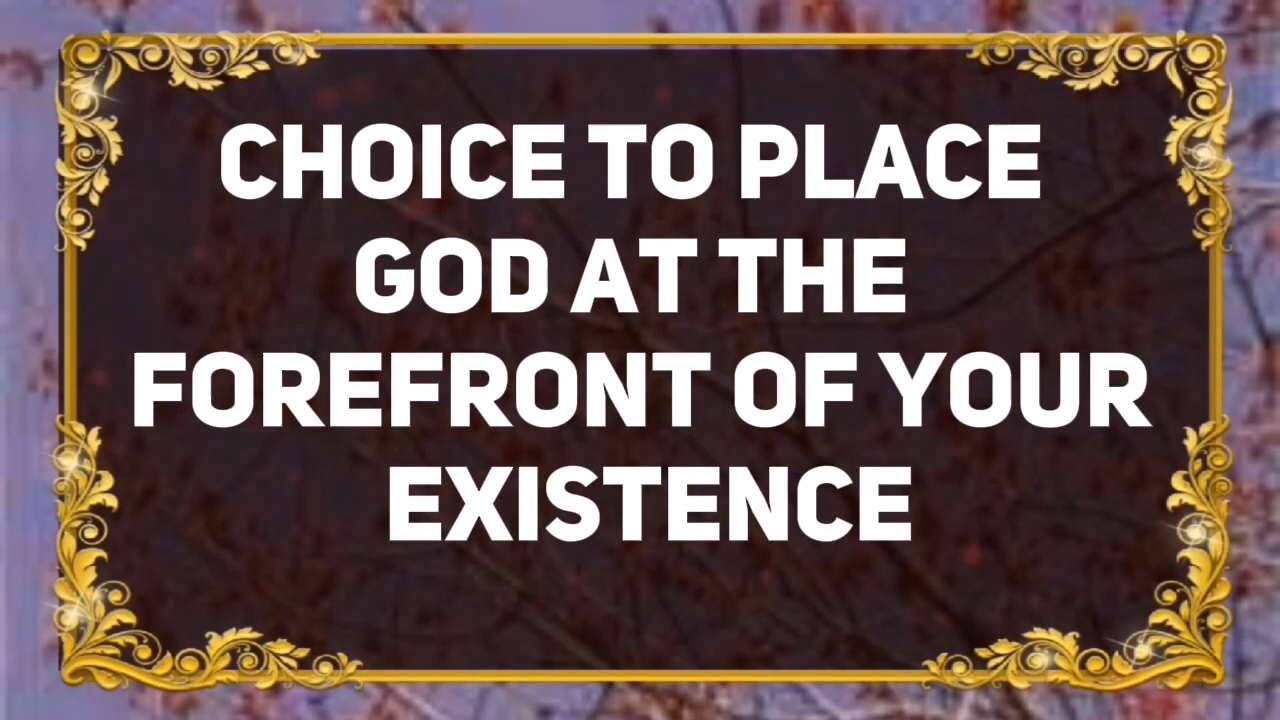 CHOICE TO PLACE
GOD AT THE
FOREFRONT OF YOUR
EXISTENCE